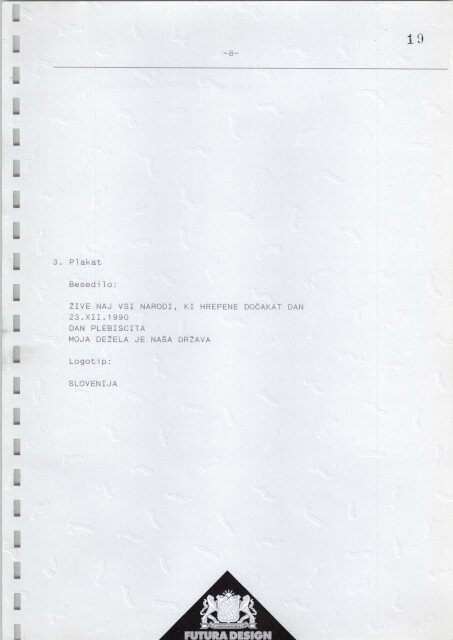 19
-8-
3. Plakat
Besedilo:
ŽIVE NAJ VSI NARODI, KI HREPENE DOČAKAT DAN
23.XII.1990
DAN PLEBISCITA
MOJA DEŽELA JE NAŠA DRŽAVA
Logotip:
SLOVENIJA
FUTURA DESIGN